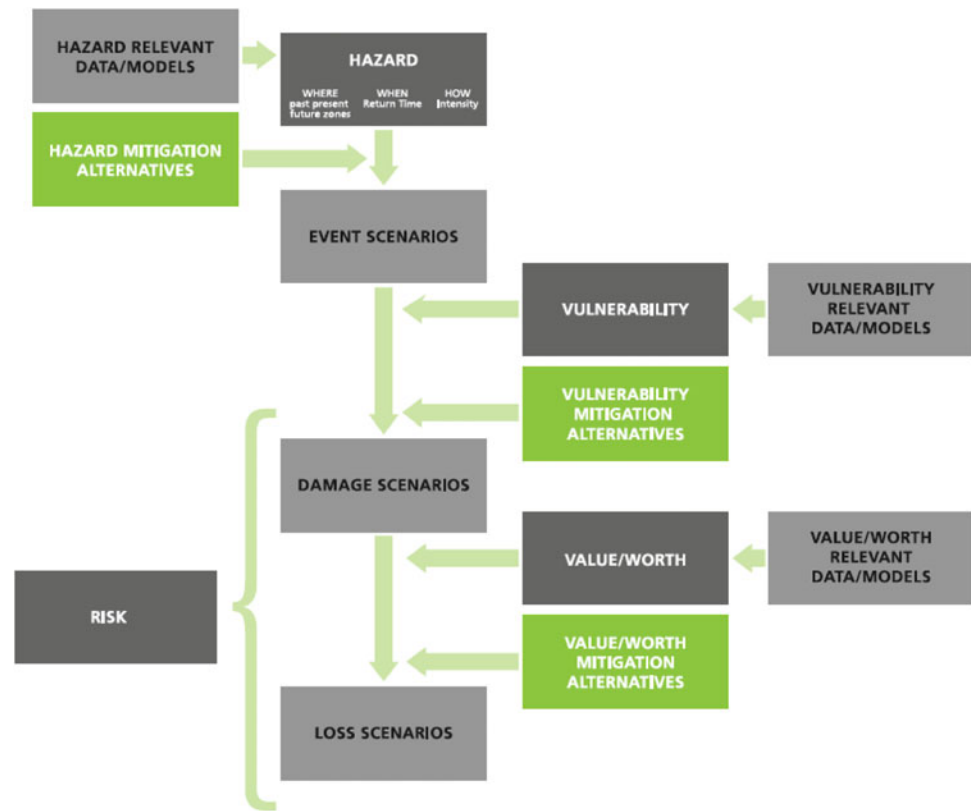 HAZARD RELEVANT
DATA/MODELS
HAZARD
WHERE
past present
future zones
WHEN
Return Time
HOW
Intensity
HAZARD MITIGATION
ALTERNATIVES
EVENT SCENARIOS
VULNERABILITY
VULNERABILITY
RELEVANT
DATA/MODELS
VULNERABILITY
MITIGATION
ALTERNATIVES
DAMAGE SCENARIOS
VALUE/WORTH
VALUE/WORTH
RELEVANT
DATA/MODELS
RISK
VALUE/WORTH
MITIGATION
ALTERNATIVES
LOSS SCENARIOS